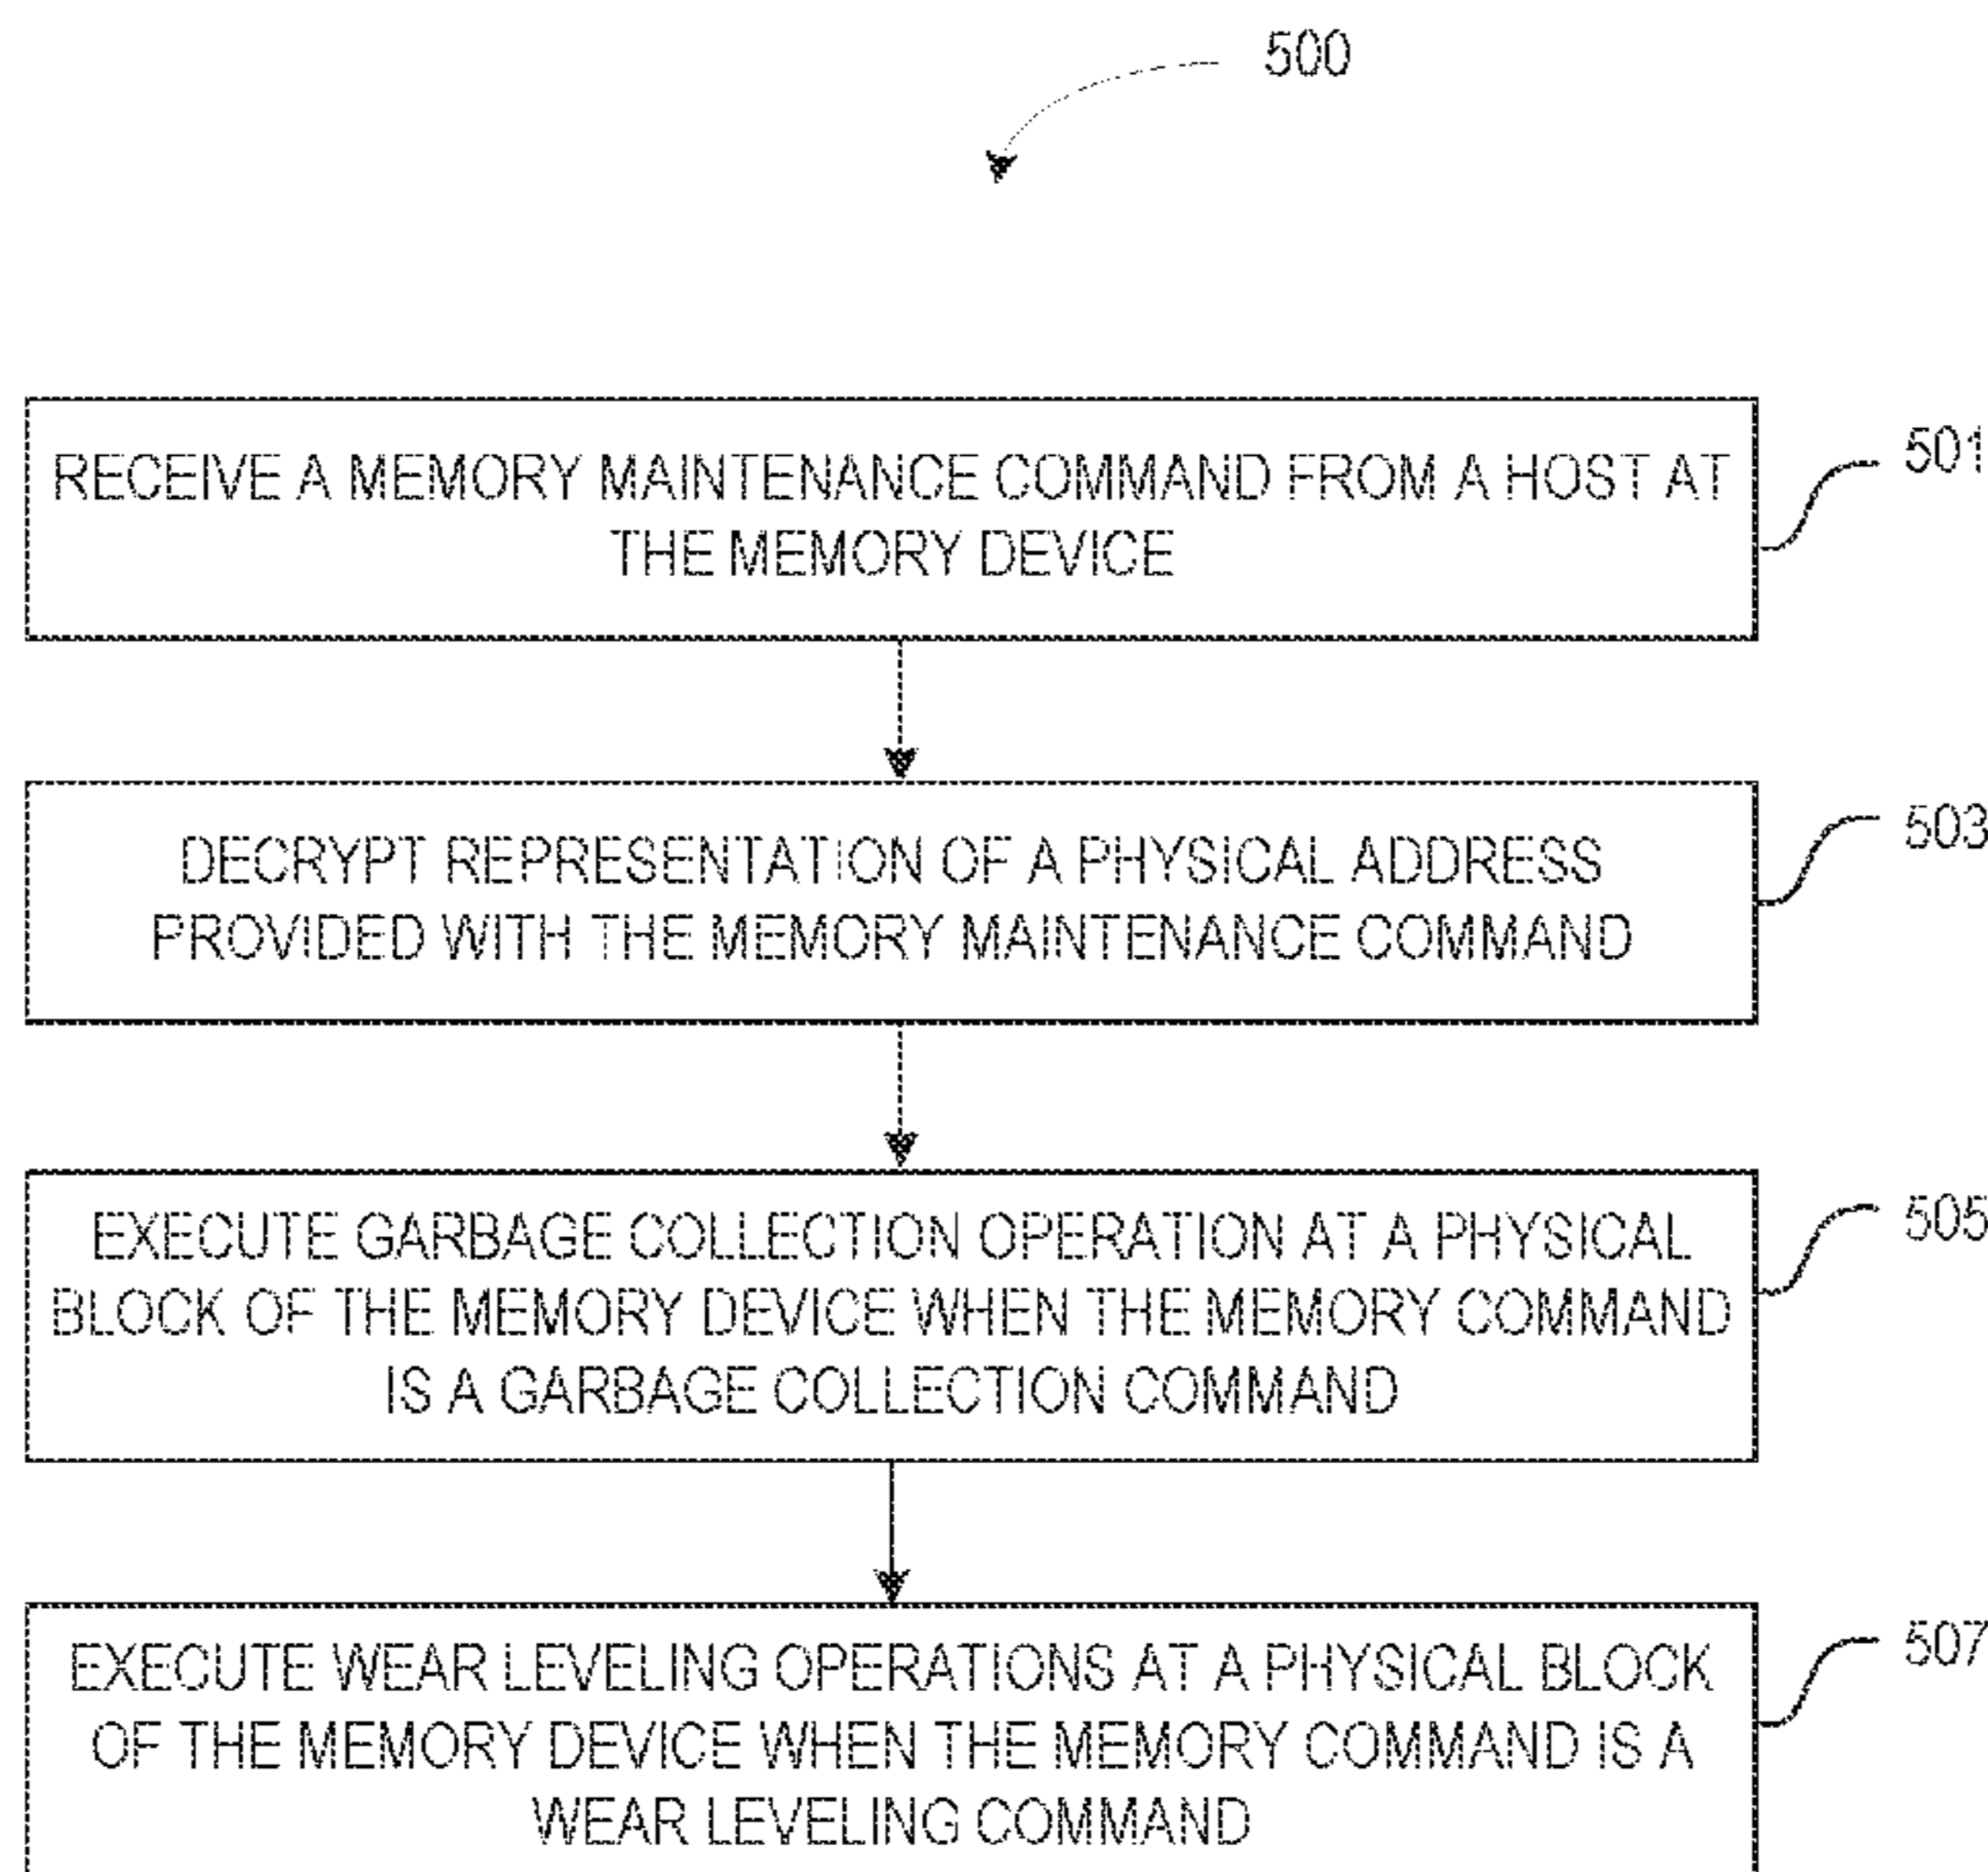 500
RECEIVE A MEMORY MAINTENANCE COMMAND FROM A HOST AT
THE MEMORY DEVICE
501
DECRYPT REPRESENTATION OF A PHYSICAL ADDRESS
PROVIDED WITH THE MEMORY MAINTENANCE COMMAND
503
EXECUTE GARBAGE COLLECTION OPERATION AT A PHYSICAL
BLOCK OF THE MEMORY DEVICE WHEN THE MEMORY COMMAND
IS A GARBAGE COLLECTION COMMAND
505
EXECUTE WEAR LEVELING OPERATIONS AT A PHYSICAL BLOCK
OF THE MEMORY DEVICE WHEN THE MEMORY COMMAND IS A
WEAR LEVELING COMMAND
507